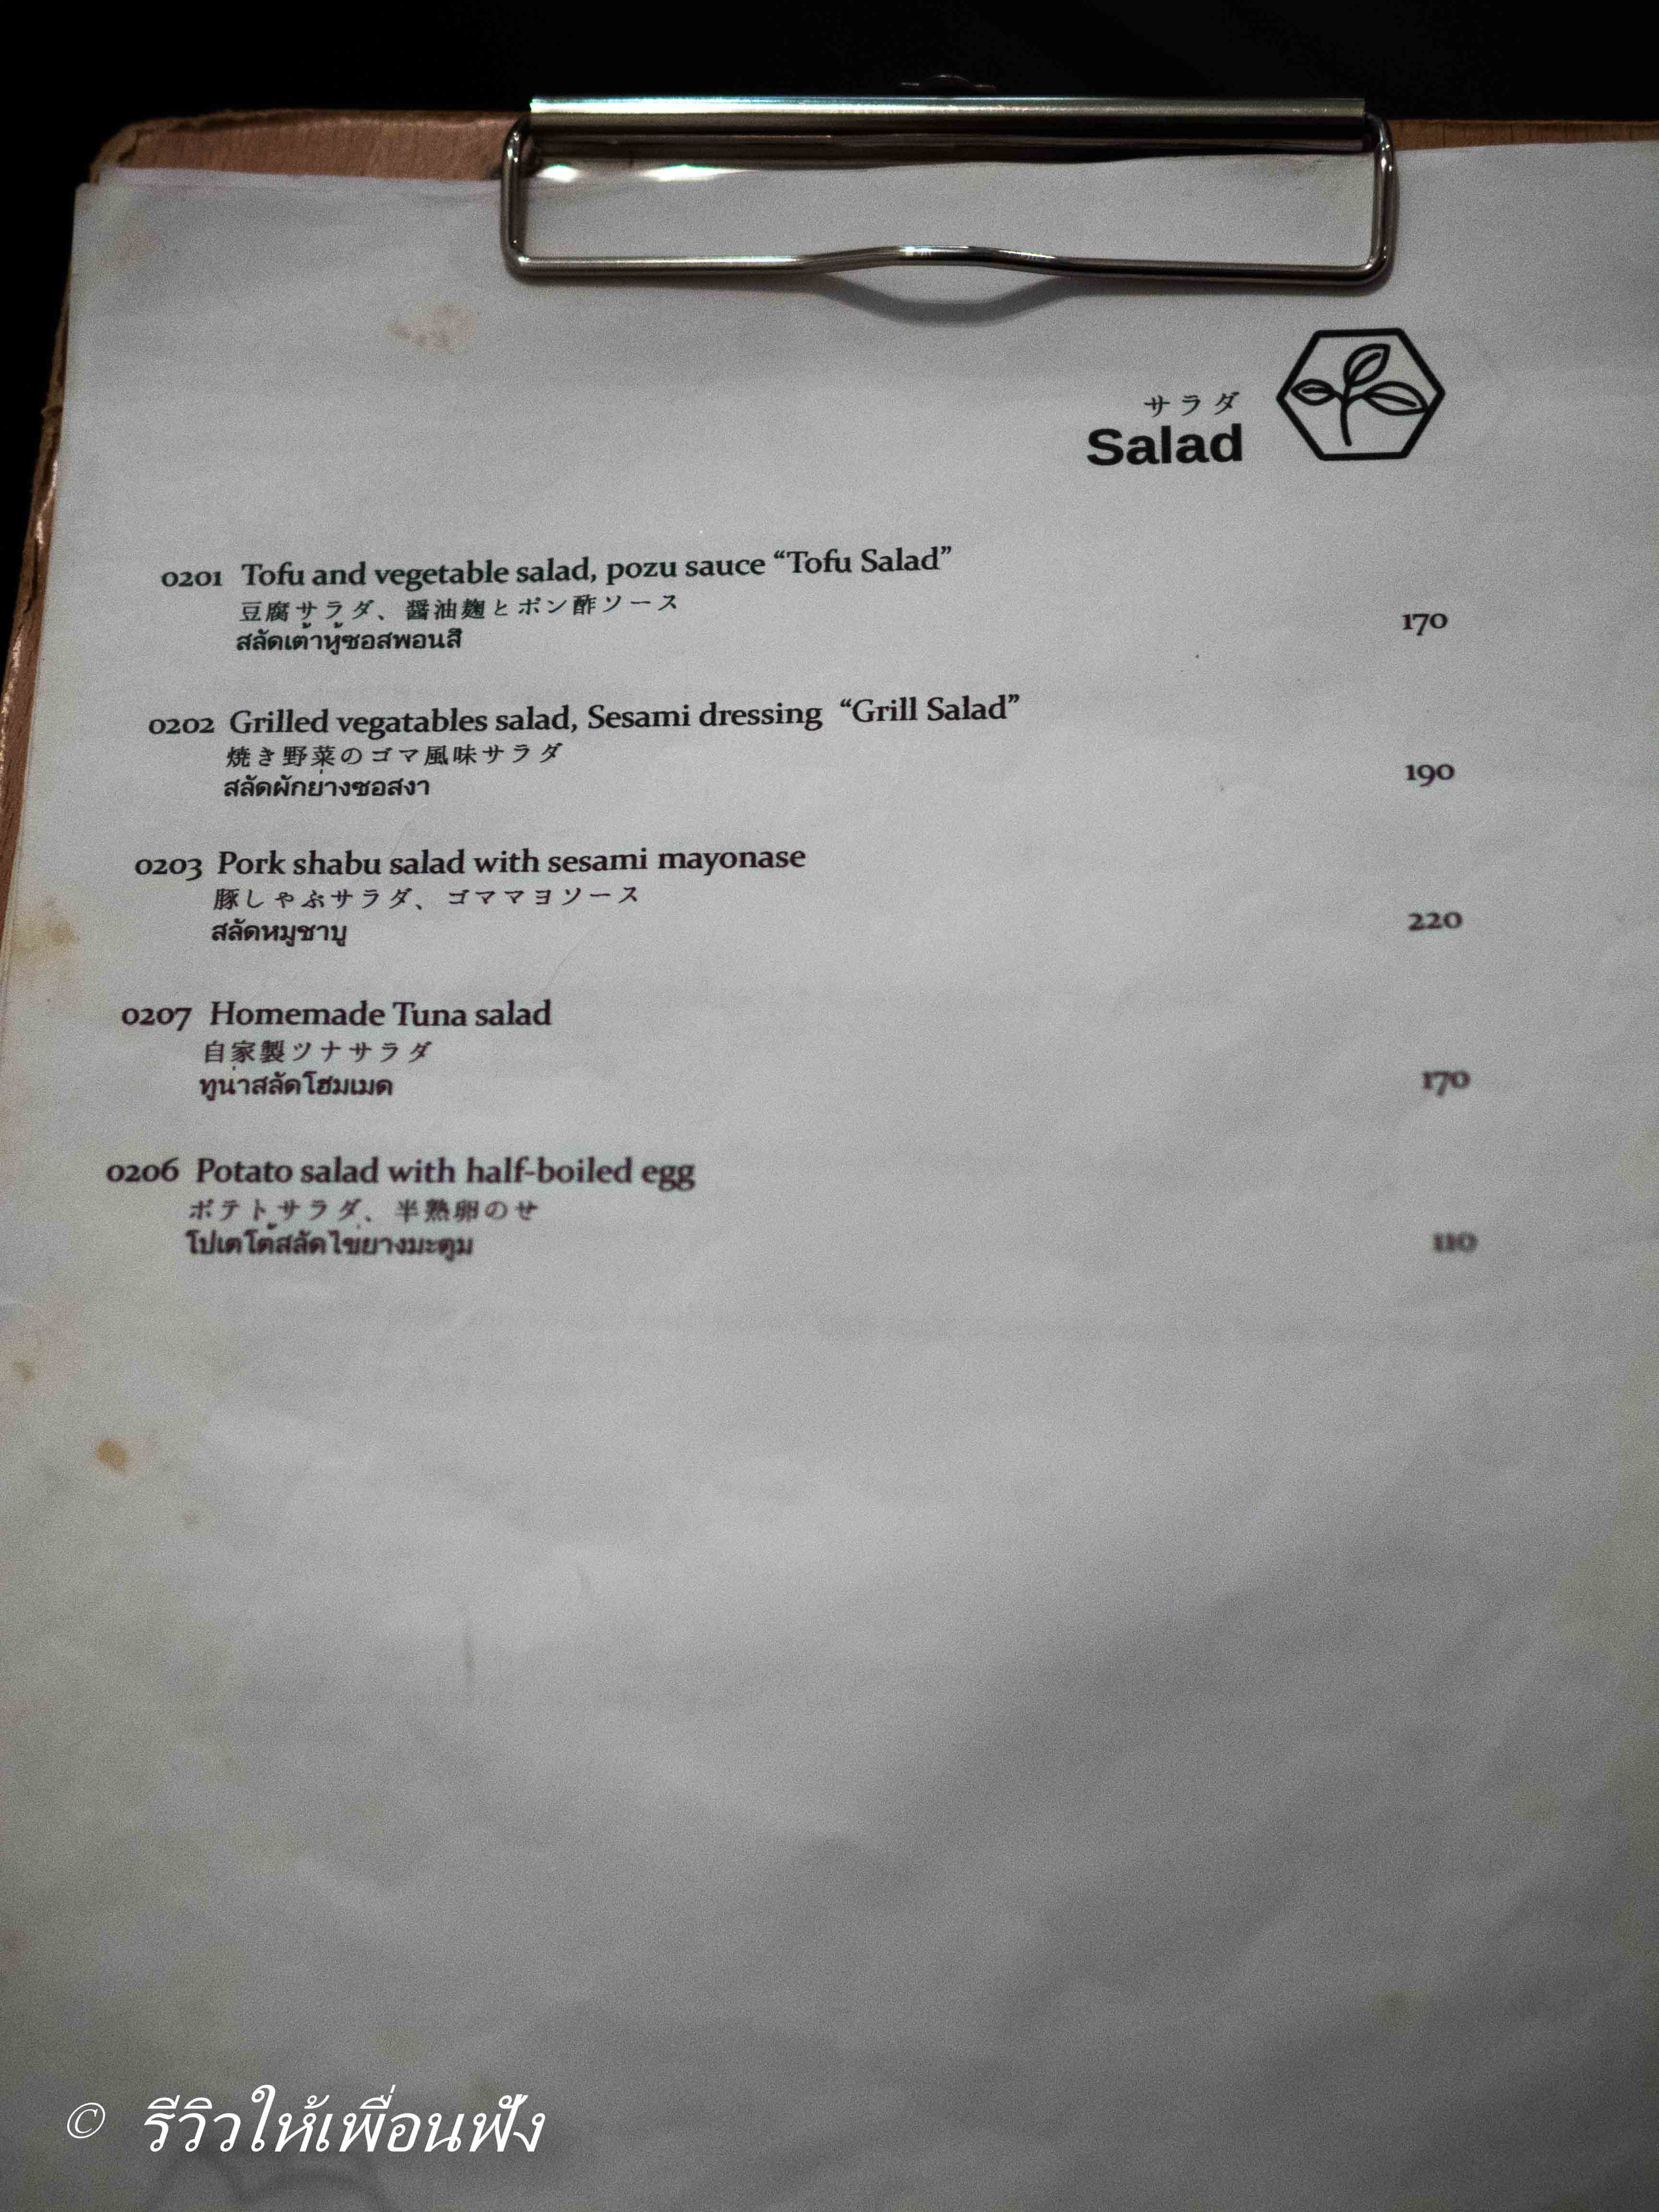 サラダ
Salad
0201 Tofu and vegetable salad, pozu sauce “Tofu Salad”
豆腐サラダ、醤油麹とポン酢ソース
สลัดเต้าหู้ซอสพอนสึ
170
0202 Grilled vegatables salad, Sesami dressing “Grill Salad”
焼き野菜のゴマ風味サラダ
สลัดผักย่างซอสงา
190
0203 Pork shabu salad with sesami mayonase
豚しゃぶサラダ、ゴママヨソース
สลัดหมูชาบู
220
0207 Homemade Tuna salad
自家製ツナサラダ
ทูน่าสลัดโฮมเมด
170
0206 Potato salad with half-boiled egg
ポテトサラダ、半熟卵のせ
โปเตโต้สลัดไข่ยางมะตูม
110
© รีวิวให้เพื่อนฟัง